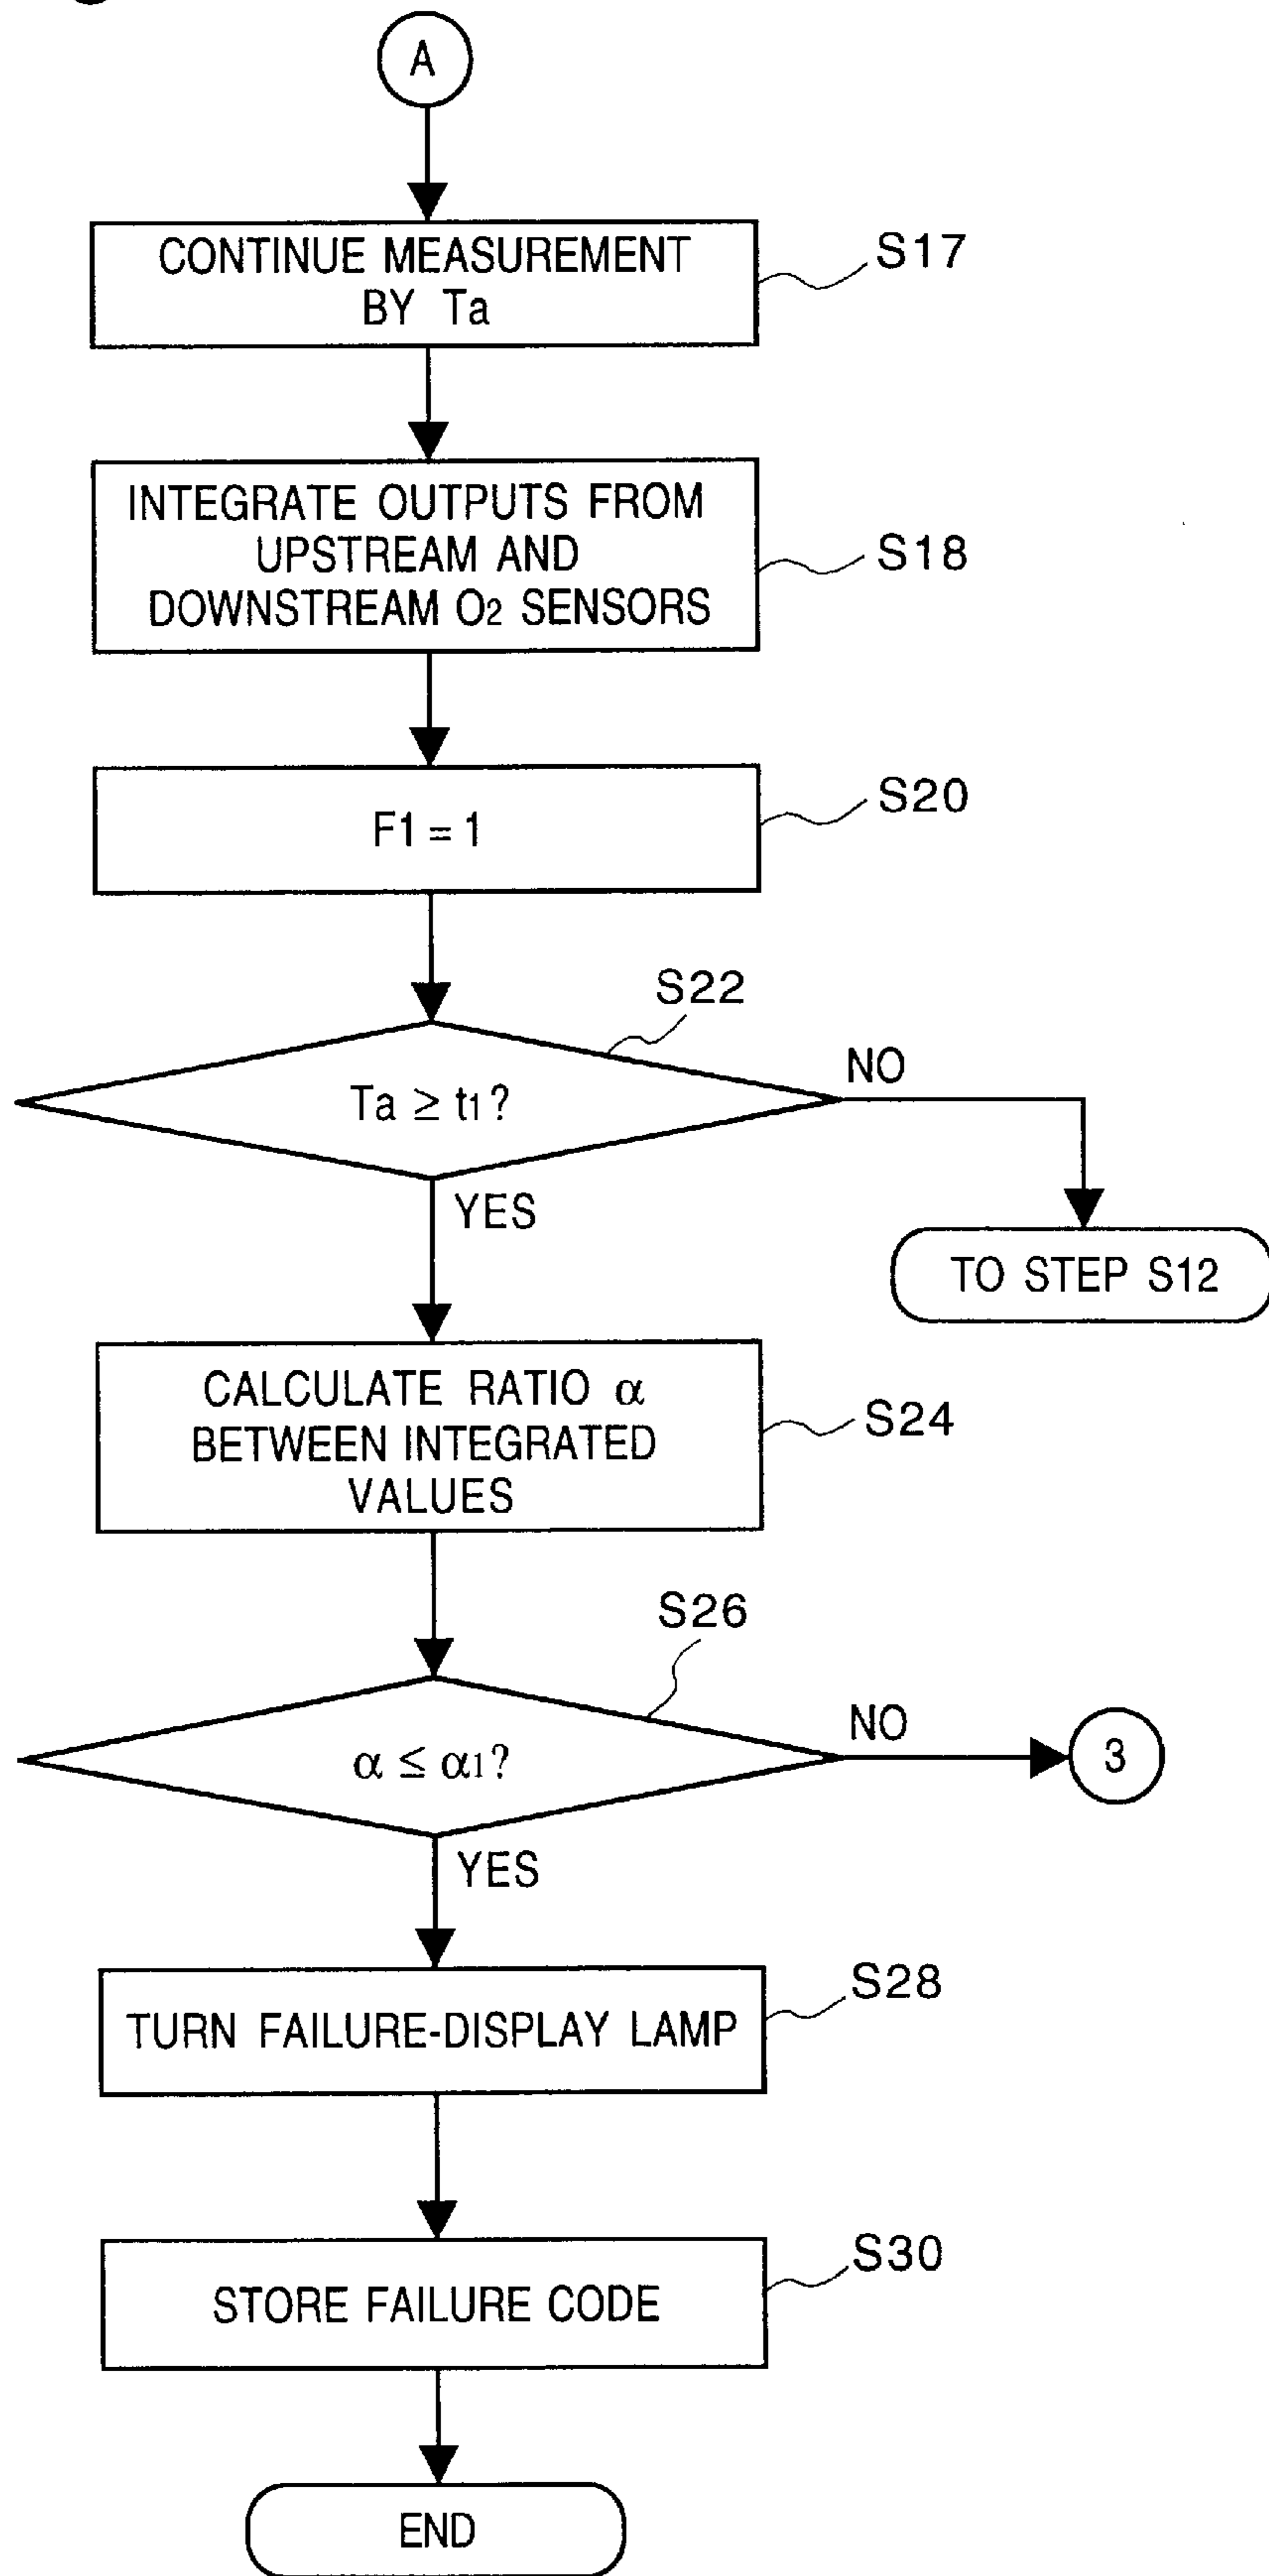 A
CONTINUE MEASUREMENT
BY Ta
S17
INTEGRATE OUTPUTS FROM
UPSTREAM AND
DOWNSTREAM O2 SENSORS
S18
F1 = 1
S20
S22
Ta ≥ t1?
NO
YES
TO STEP S12
CALCULATE RATIO α
BETWEEN INTEGRATED
VALUES
S24
S26
α ≤ α1?
NO
3
YES
TURN FAILURE-DISPLAY LAMP
S28
STORE FAILURE CODE
S30
END